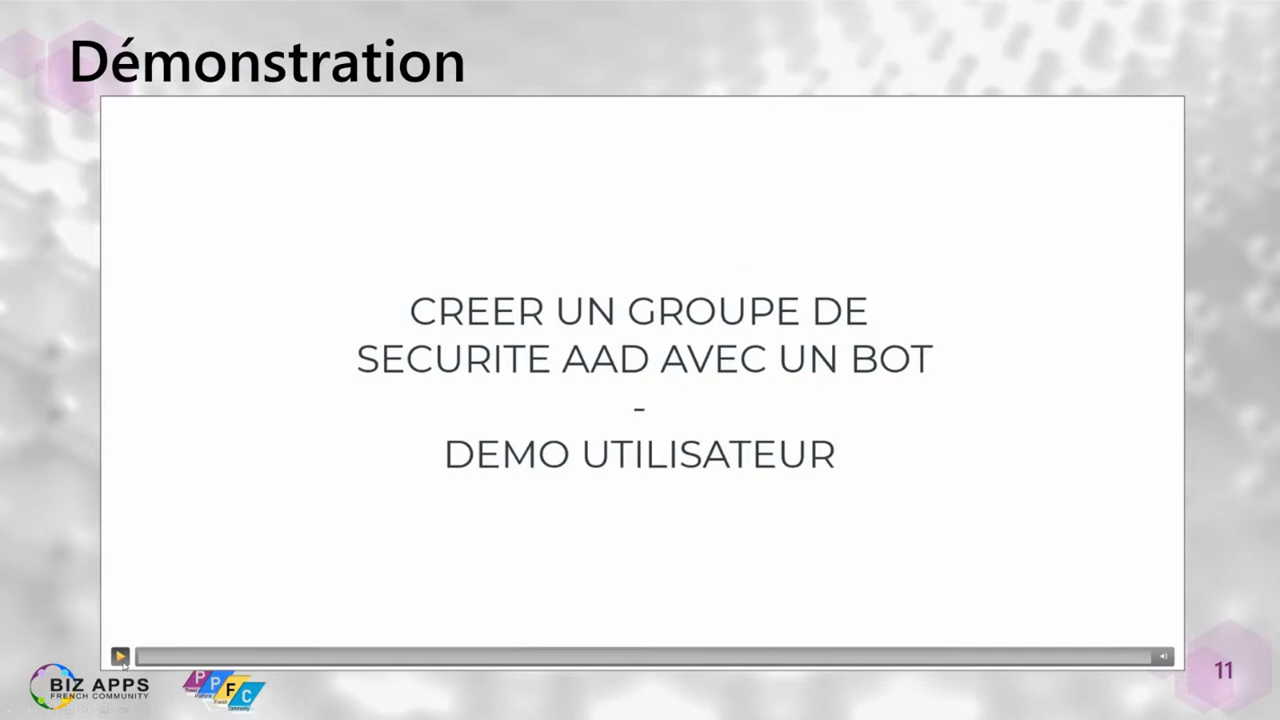 Démonstration
CREER UN GROUPE DE
SECURITE AAD AVEC UN BOT
-
DEMO UTILISATEUR
BIZ APPS
FRENCH COMMUNITY
P P F C
11